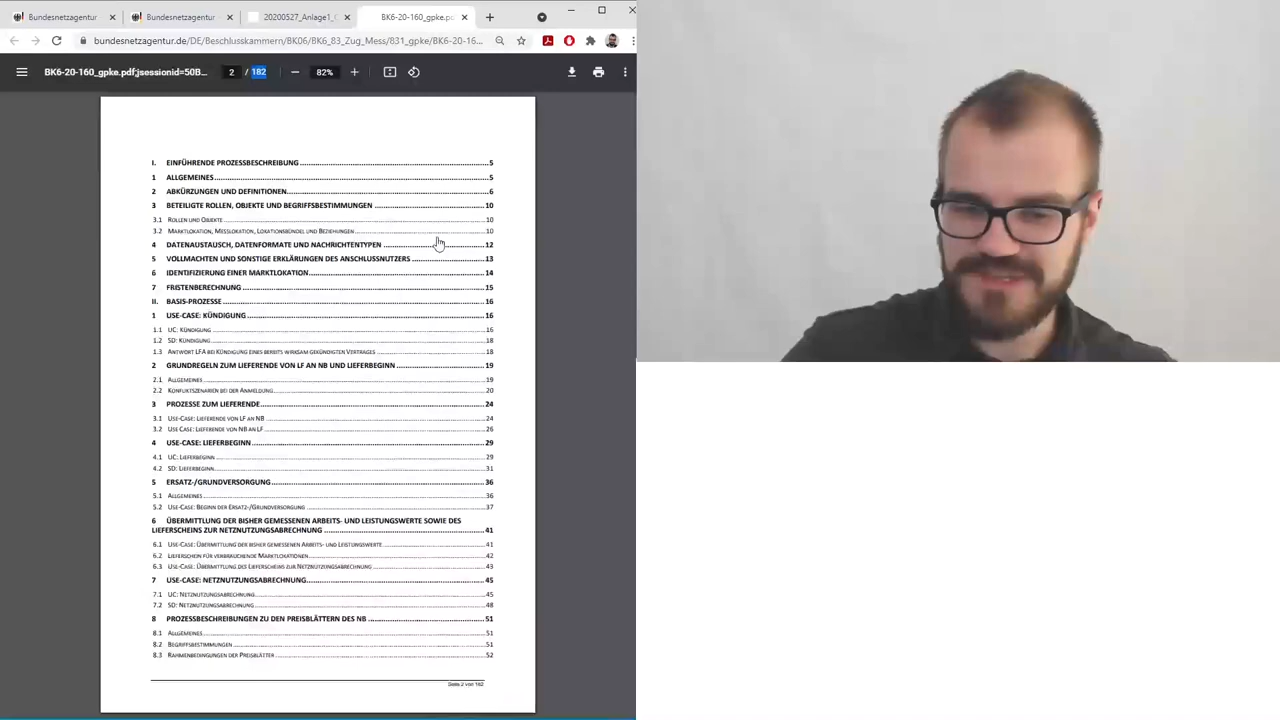 Bundesnetzagentur
Bundesnetzagentur
20200527_Anlage1_G
BK6-20-160_gpke.pd
bundesnetzagentur.de/DE/Beschlusskammern/BK06/BK6_83_Zug_Mess/831_gpke/BK6-20-16...
BK6-20-160_gpke.pdf;jsessionid=50B...
2 / 182
82%
I. EINFÜHRENDE PROZESSBESCHREIBUNG 5
1 ALLGEMEINES 5
2 ABKÜRZUNGEN UND DEFINITIONEN 6
3 BETEILIGTE ROLLEN, OBJEKTE UND BEGRIFFSBESTIMMUNGEN 10
3.1 ROLLEN UND OBJEKTE 10
3.2 MARKTLOKATION, MESSLOKATION, LOKATIONSBÜNDEL UND BEZIEHUNGEN 10
4 DATENAUSTAUSCH, DATENFORMATE UND NACHRICHTENTYPEN 12
5 VOLLMACHTEN UND SONSTIGE ERKLÄRUNGEN DES ANSCHLUSSNUTZERS 13
6 IDENTIFIZIERUNG EINER MARKTLOKATION 14
7 FRISTENBERECHNUNG 15
II. BASIS-PROZESSE 16
1 USE-CASE: KÜNDIGUNG 16
1.1 UC: KÜNDIGUNG 16
1.2 SD: KÜNDIGUNG 18
1.3 ANTWORT LFA BEI KÜNDIGUNG EINES BEREITS WIRKSAM GEKÜNDIGTEN VERTRAGES 18
2 GRUNDREGELN ZUM LIEFERENDE VON LF AN NB UND LIEFERBEGINN 19
2.1 ALLGEMEINES 19
2.2 KONFLIKTSZENARIEN BEI DER ANMELDUNG 20
3 PROZESSE ZUM LIEFERENDE 24
3.1 USE-CASE: LIEFERENDE VON LF AN NB 24
3.2 USE CASE: LIEFERENDE VON NB AN LF 26
4 USE-CASE: LIEFERBEGINN 29
4.1 UC: LIEFERBEGINN 29
4.2 SD: LIEFERBEGINN 31
5 ERSATZ-/GRUNDVERSORGUNG 36
5.1 ALLGEMEINES 36
5.2 USE-CASE: BEGINN DER ERSATZ-/GRUNDVERSORGUNG 37
6 ÜBERMITTLUNG DER BISHER GEMESSENEN ARBEITS- UND LEISTUNGSWERTE SOWIE DES
LIEFERSCHEINS ZUR NETZNUTZUNGSABRECHNUNG 41
6.1 USE-CASE: ÜBERMITTLUNG DER BISHER GEMESSENEN ARBEITS- UND LEISTUNGSWERTE 41
6.2 LIEFERSCHEIN FÜR VERBRAUCHENDE MARKTLOKATIONEN 42
6.3 USE-CASE: ÜBERMITTLUNG DES LIEFERSCHEINS ZUR NETZNUTZUNGSABRECHNUNG 43
7 USE-CASE: NETZNUTZUNGSABRECHNUNG 45
7.1 UC: NETZNUTZUNGSABRECHNUNG 45
7.2 SD: NETZNUTZUNGSABRECHNUNG 48
8 PROZESSBESCHREIBUNGEN ZU DEN PREISBLÄTTERN DES NB 51
8.1 ALLGEMEINES 51
8.2 BEGRIFFSBESTIMMUNGEN 51
8.3 RAHMENBEDINGUNGEN DER PREISBLÄTTER 52
Seite 2 von 182